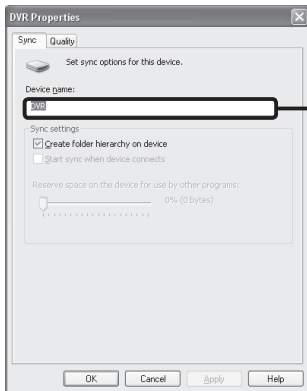 DVR Properties
Sync
Quality
Set sync options for this device.
Device name:
DVR
Sync settings
Create folder hierarchy on device
Start sync when device connects
Reserve space on the device for use by other programs:
0% (0 bytes)
OK
Cancel
Apply
Help